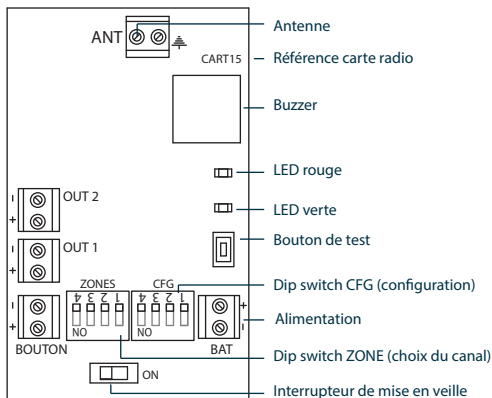 ANT
Antenne
CART15
Référence carte radio
Buzzer
LED rouge
LED verte
Bouton de test
- OUT 2
+
- OUT 1
+
ZONES
CFG
Dip switch CFG (configuration)
4 3 2 1
4 3 2 1
NO
NO
-
+
+
-
Alimentation
BOUTON
BAT
Dip switch ZONE (choix du canal)
ON
Interrupteur de mise en veille